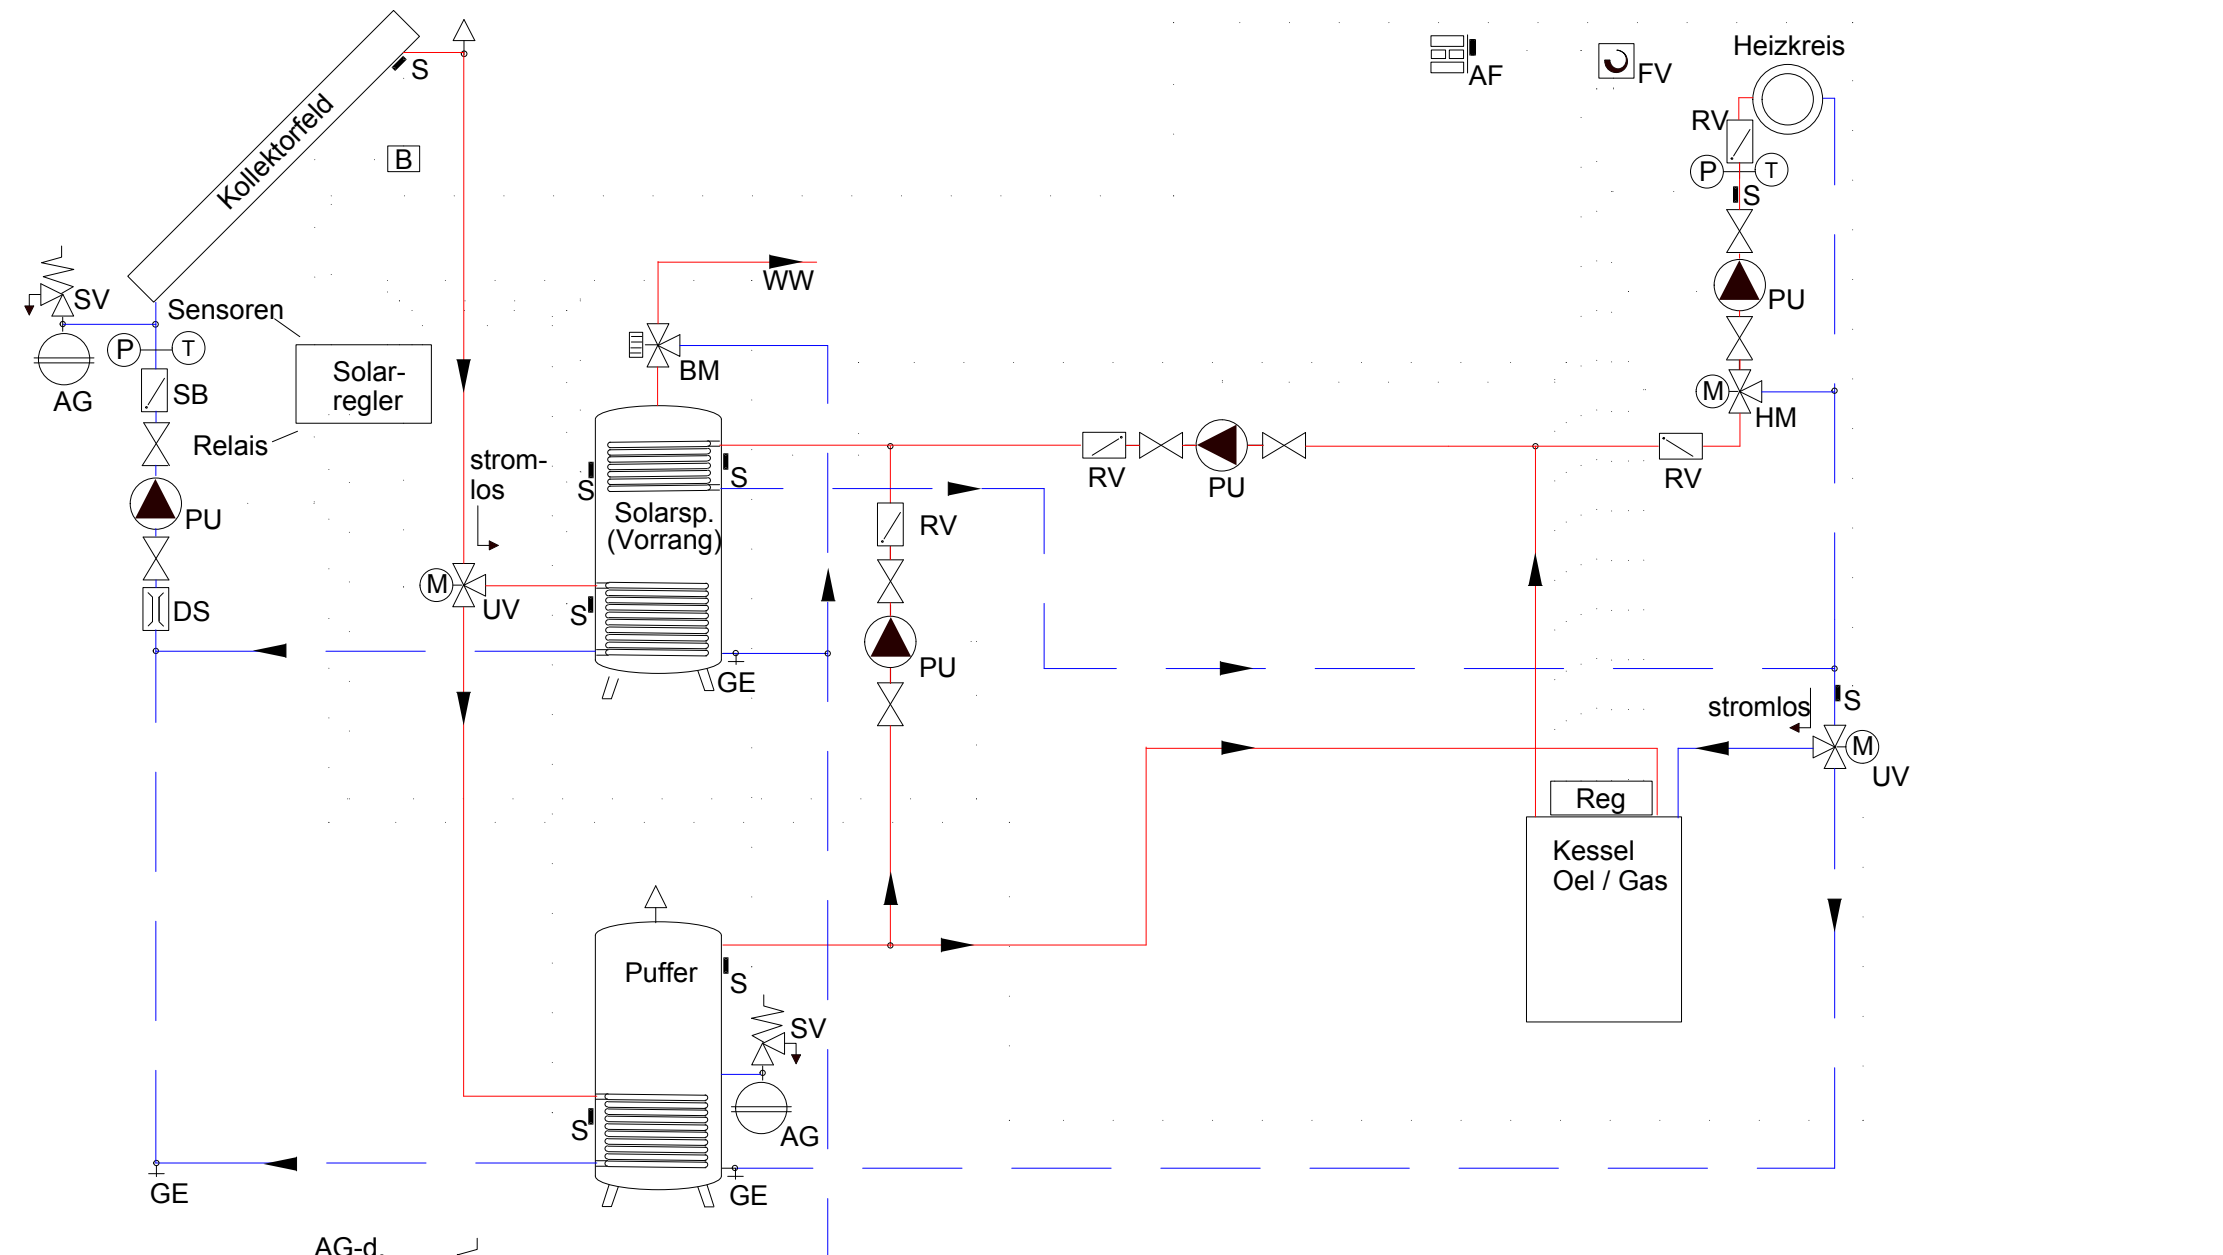 Heizkreis
S
AF
FV
RV
Kollektorfeld
B
P
T
S
SV
Sensoren
WW
PU
P
T
Solar-
regler
BM
AG
SB
M
HM
Relais
strom-
los
S
S
RV
PU
RV
PU
Solarsp.
(Vorrang)
RV
M
UV
S
DS
PU
GE
S
stromlos
M
UV
Reg
Kessel
Oel / Gas
Puffer
S
SV
S
AG
GE
GE
AG-d.